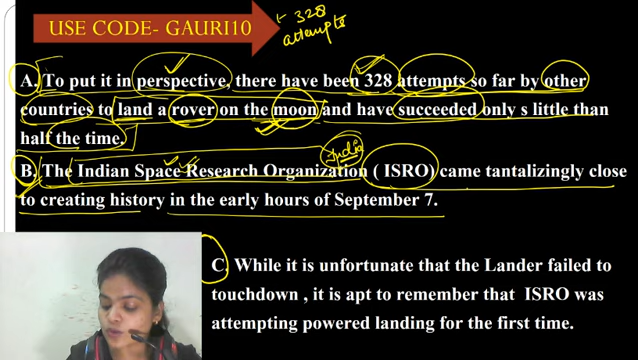 USE CODE- GAURI10
- 328
attempts
A. To put it in perspective, there have been 328 attempts so far by other
countries to land a rover on the moon and have succeeded only s little than
half the time.
India
B. The Indian Space Research Organization ( ISRO) came tantalizingly close
to creating history in the early hours of September 7.
C. While it is unfortunate that the Lander failed to
touchdown , it is apt to remember that ISRO was
attempting powered landing for the first time.